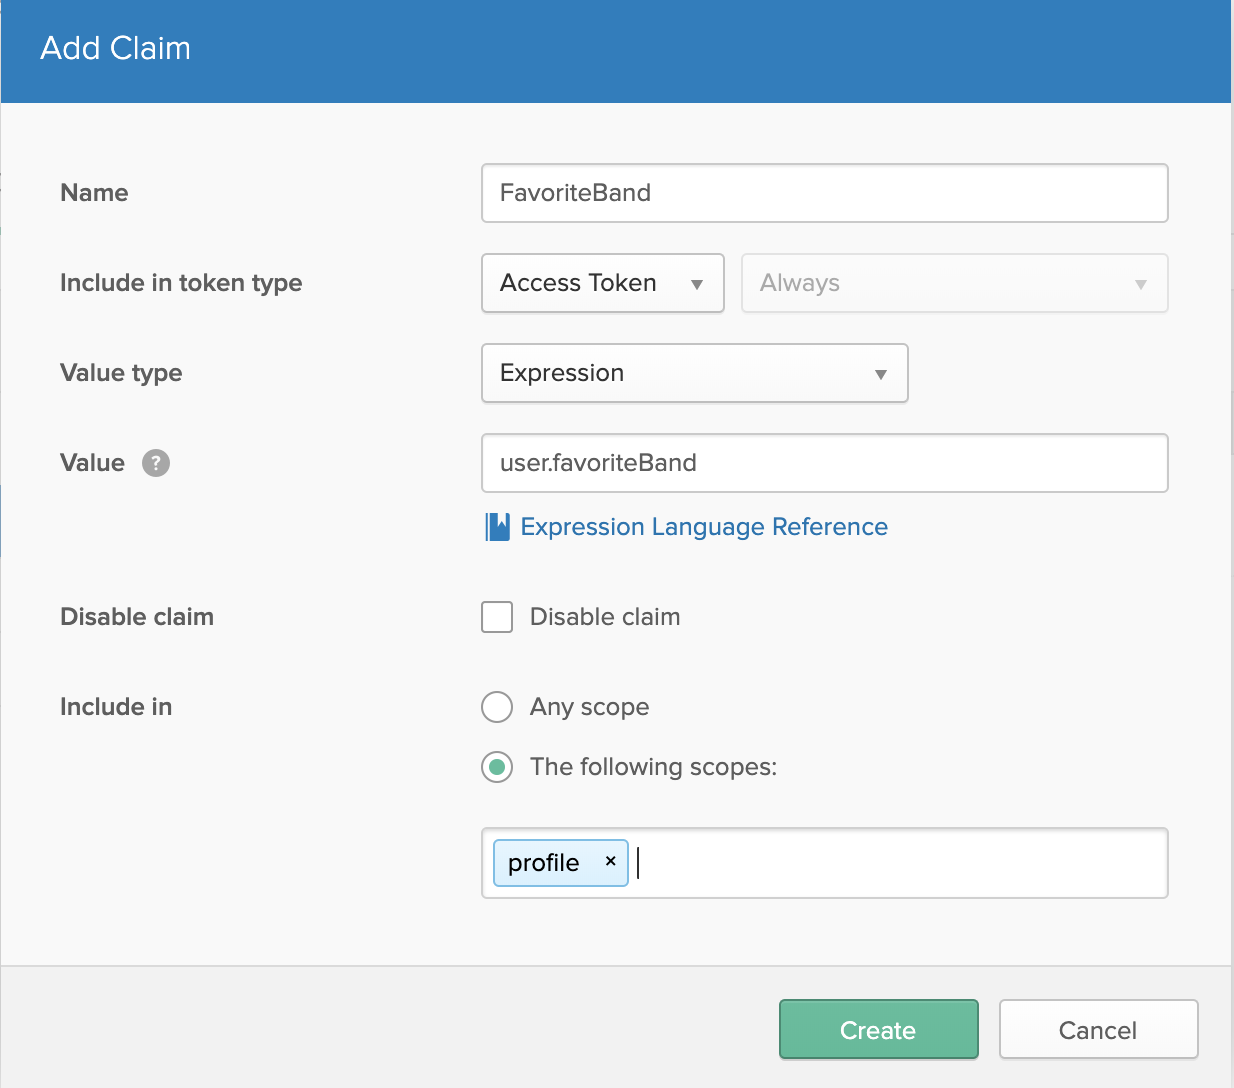 Add Claim
Name FavoriteBand
Include in token type Access Token Always
Value type Expression
Value ? user.favoriteBand
Expression Language Reference
Disable claim Disable claim
Include in Any scope
The following scopes:
profile ×
Create Cancel